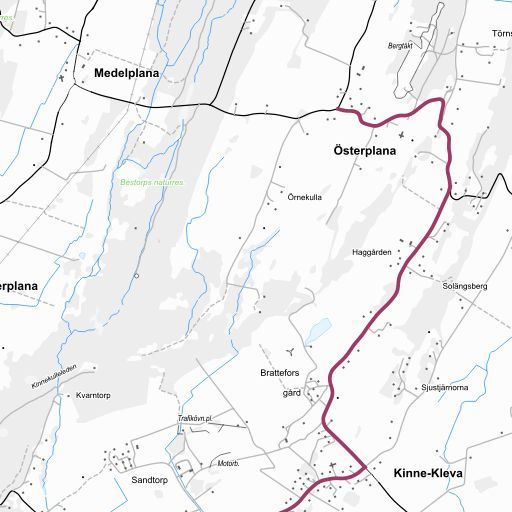 Bergtäkt
Törns
Medelplana
Österplana
Bestorps naturres
Örnekulla
Haggården
erplana
Solängsberg
Kinnekulleleden
Brattefors
gård
Sjustjärnorna
Kvarntorp
Trafikövn.pl.
Motorb.
Kinne-Kleva
Sandtorp